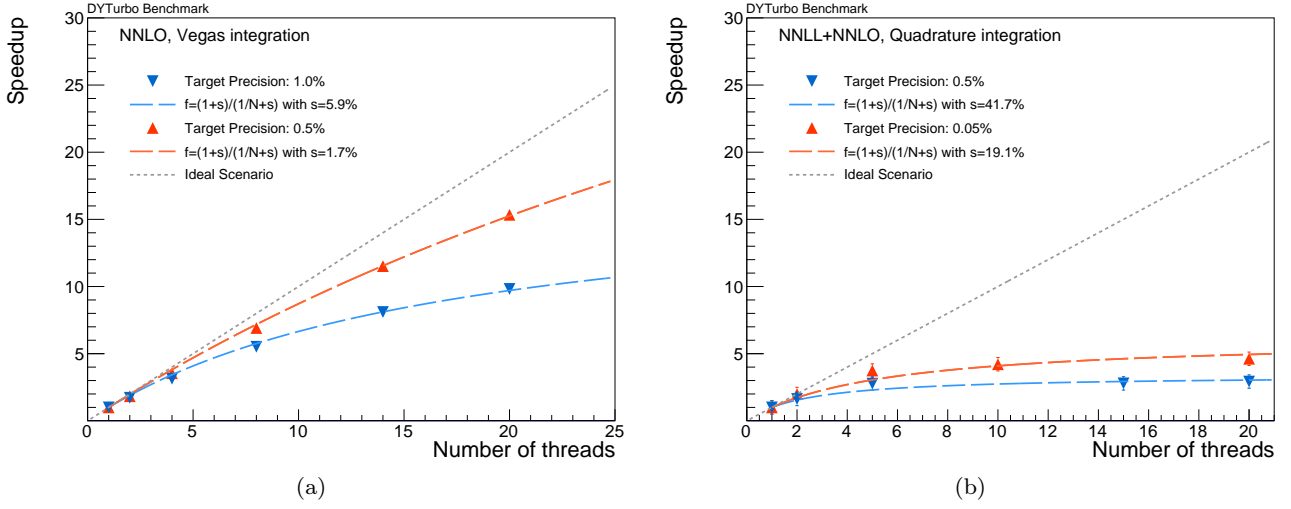 DYTurbo Benchmark
NNLO, Vegas integration
Target Precision: 1.0%
f=(1+s)/(1/N+s) with s=5.9%
Target Precision: 0.5%
f=(1+s)/(1/N+s) with s=1.7%
Ideal Scenario
Speedup
30
25
20
15
10
5
0 5 10 15 20 25
Number of threads
(a)
DYTurbo Benchmark
NNLL+NNLO, Quadrature integration
Target Precision: 0.5%
f=(1+s)/(1/N+s) with s=41.7%
Target Precision: 0.05%
f=(1+s)/(1/N+s) with s=19.1%
Ideal Scenario
Speedup
30
25
20
15
10
5
0 2 4 6 8 10 12 14 16 18 20
Number of threads
(b)